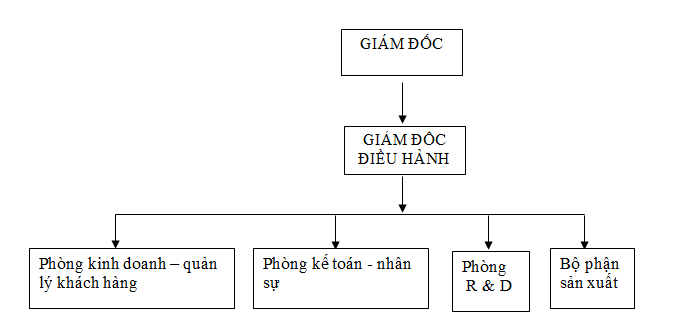 GIÁM ĐỐC
GIÁM ĐÔC
ĐIỀU HÀNH
Phòng kinh doanh – quản
lý khách hàng
Phòng kế toán - nhân
sự
Phòng
R & D
Bộ phận
sản xuất